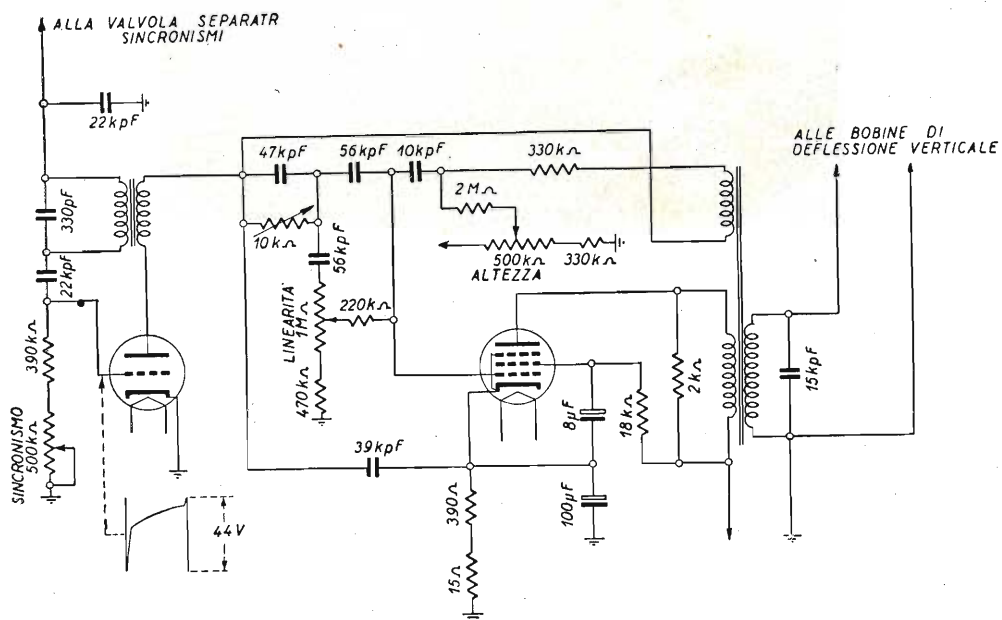 ALLA VALVOLA SEPARATR
SINCRONISMI
22kpF
330pF
22kpF
390kΩ
SINCRONISMO
500kΩ
44V
47kpF
56kpF
10kpF
330kΩ
10kΩ
56kpF
2MΩ
500kΩ
330kΩ
ALTEZZA
LINEARITÁ
1MΩ
220kΩ
470kΩ
39kpF
390Ω
15Ω
8µF
100µF
18kΩ
2kΩ
15kpF
ALLE BOBINE DI
DEFLESSIONE VERTICALE